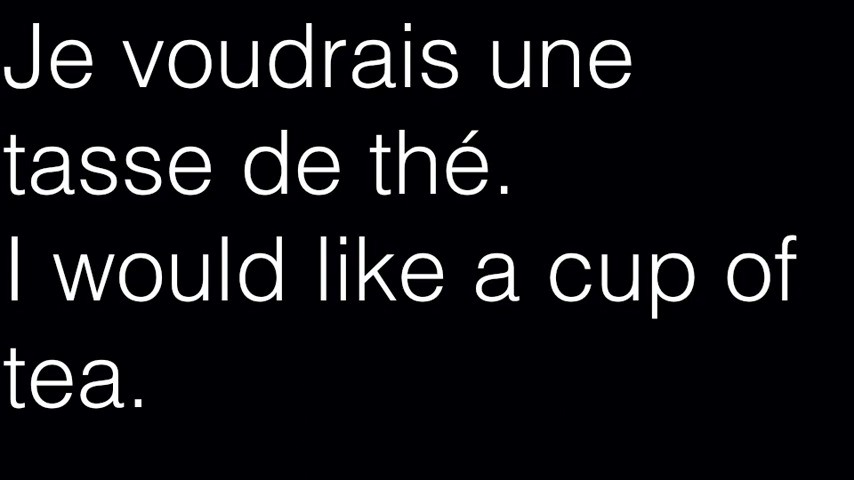 Je voudrais une
tasse de thé.
I would like a cup of
tea.